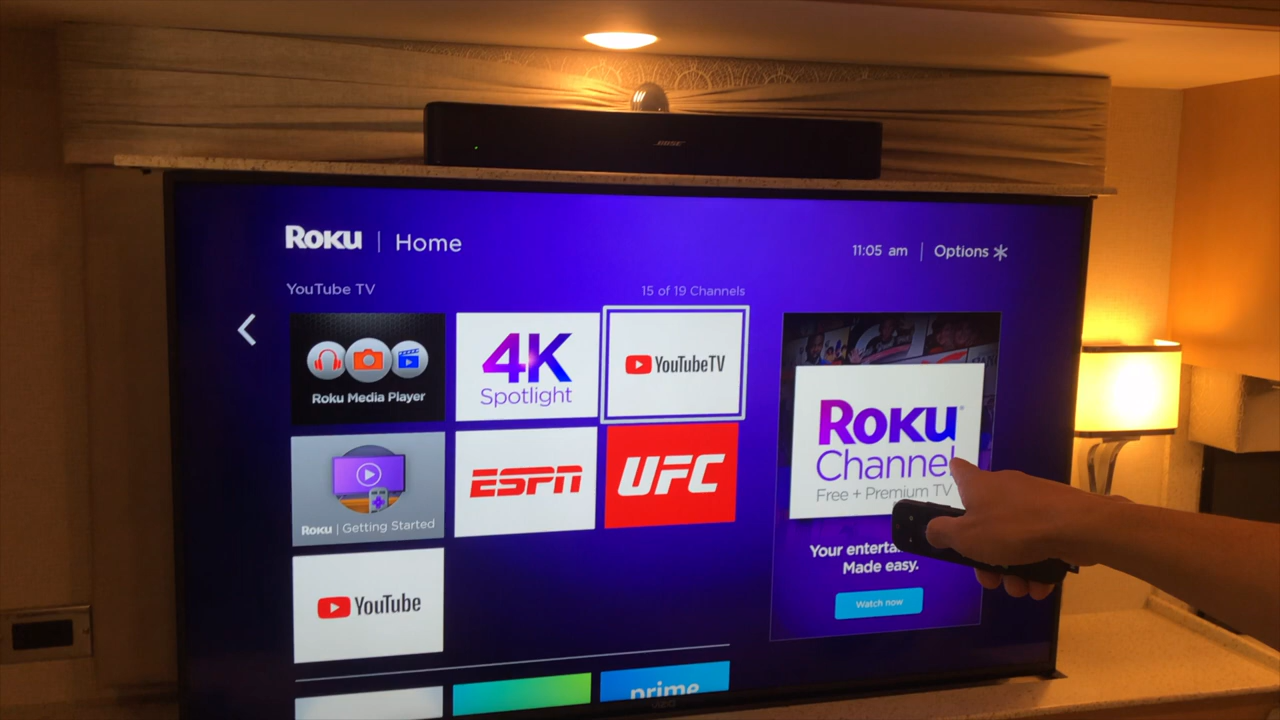 BOSE
ROKU | Home
11:05 am | Options
YouTube TV
15 of 19 Channels
Roku Media Player
4K
Spotlight
YouTubeTV
ROKU
Channel
Free + Premium TV
ROKU | Getting Started
ESPN
UFC
Your enterta
Made easy.
Watch now
YouTube
prime